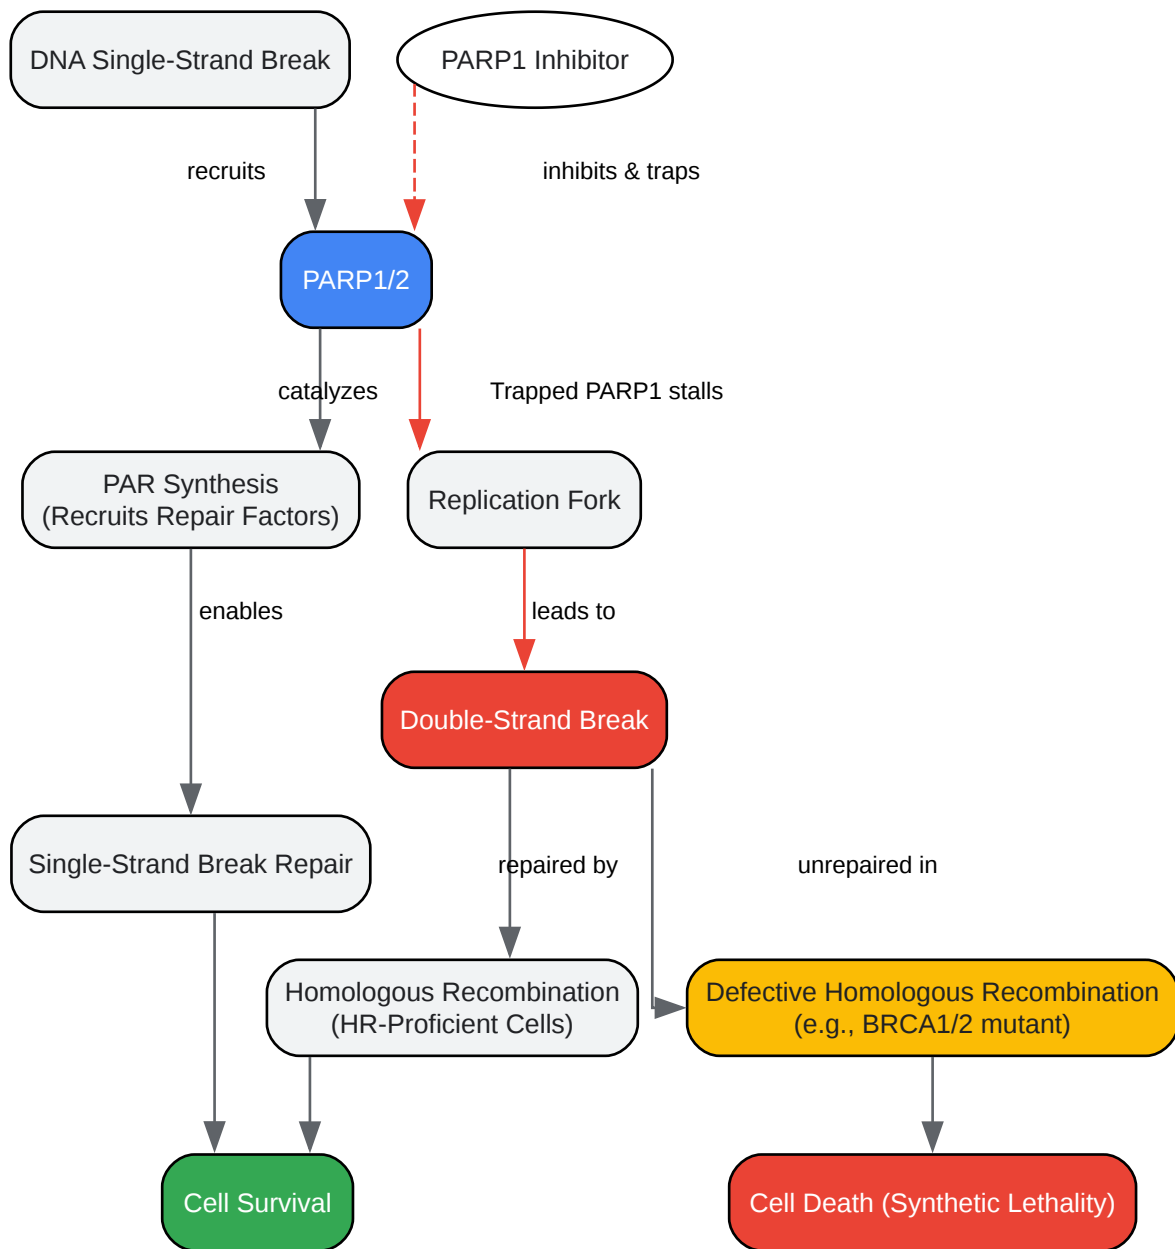 DNA Single-Strand Break
PARP1 Inhibitor
recruits
inhibits & traps
PARP1/2
catalyzes
Trapped PARP1 stalls
PAR Synthesis
(Recruits Repair Factors)
Replication Fork
enables
leads to
Double-Strand Break
Single-Strand Break Repair
repaired by
unrepaired in
Homologous Recombination
(HR-Proficient Cells)
Defective Homologous Recombination
(e.g., BRCA1/2 mutant)
Cell Survival
Cell Death (Synthetic Lethality)